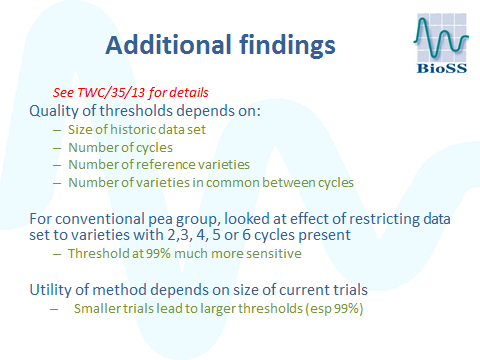 Additional findings
BioSS
See TWC/35/13 for details
Quality of thresholds depends on:
– Size of historic data set
– Number of cycles
– Number of reference varieties
– Number of varieties in common between cycles
For conventional pea group, looked at effect of restricting data
set to varieties with 2,3, 4, 5 or 6 cycles present
– Threshold at 99% much more sensitive
Utility of method depends on size of current trials
– Smaller trials lead to larger thresholds (esp 99%)